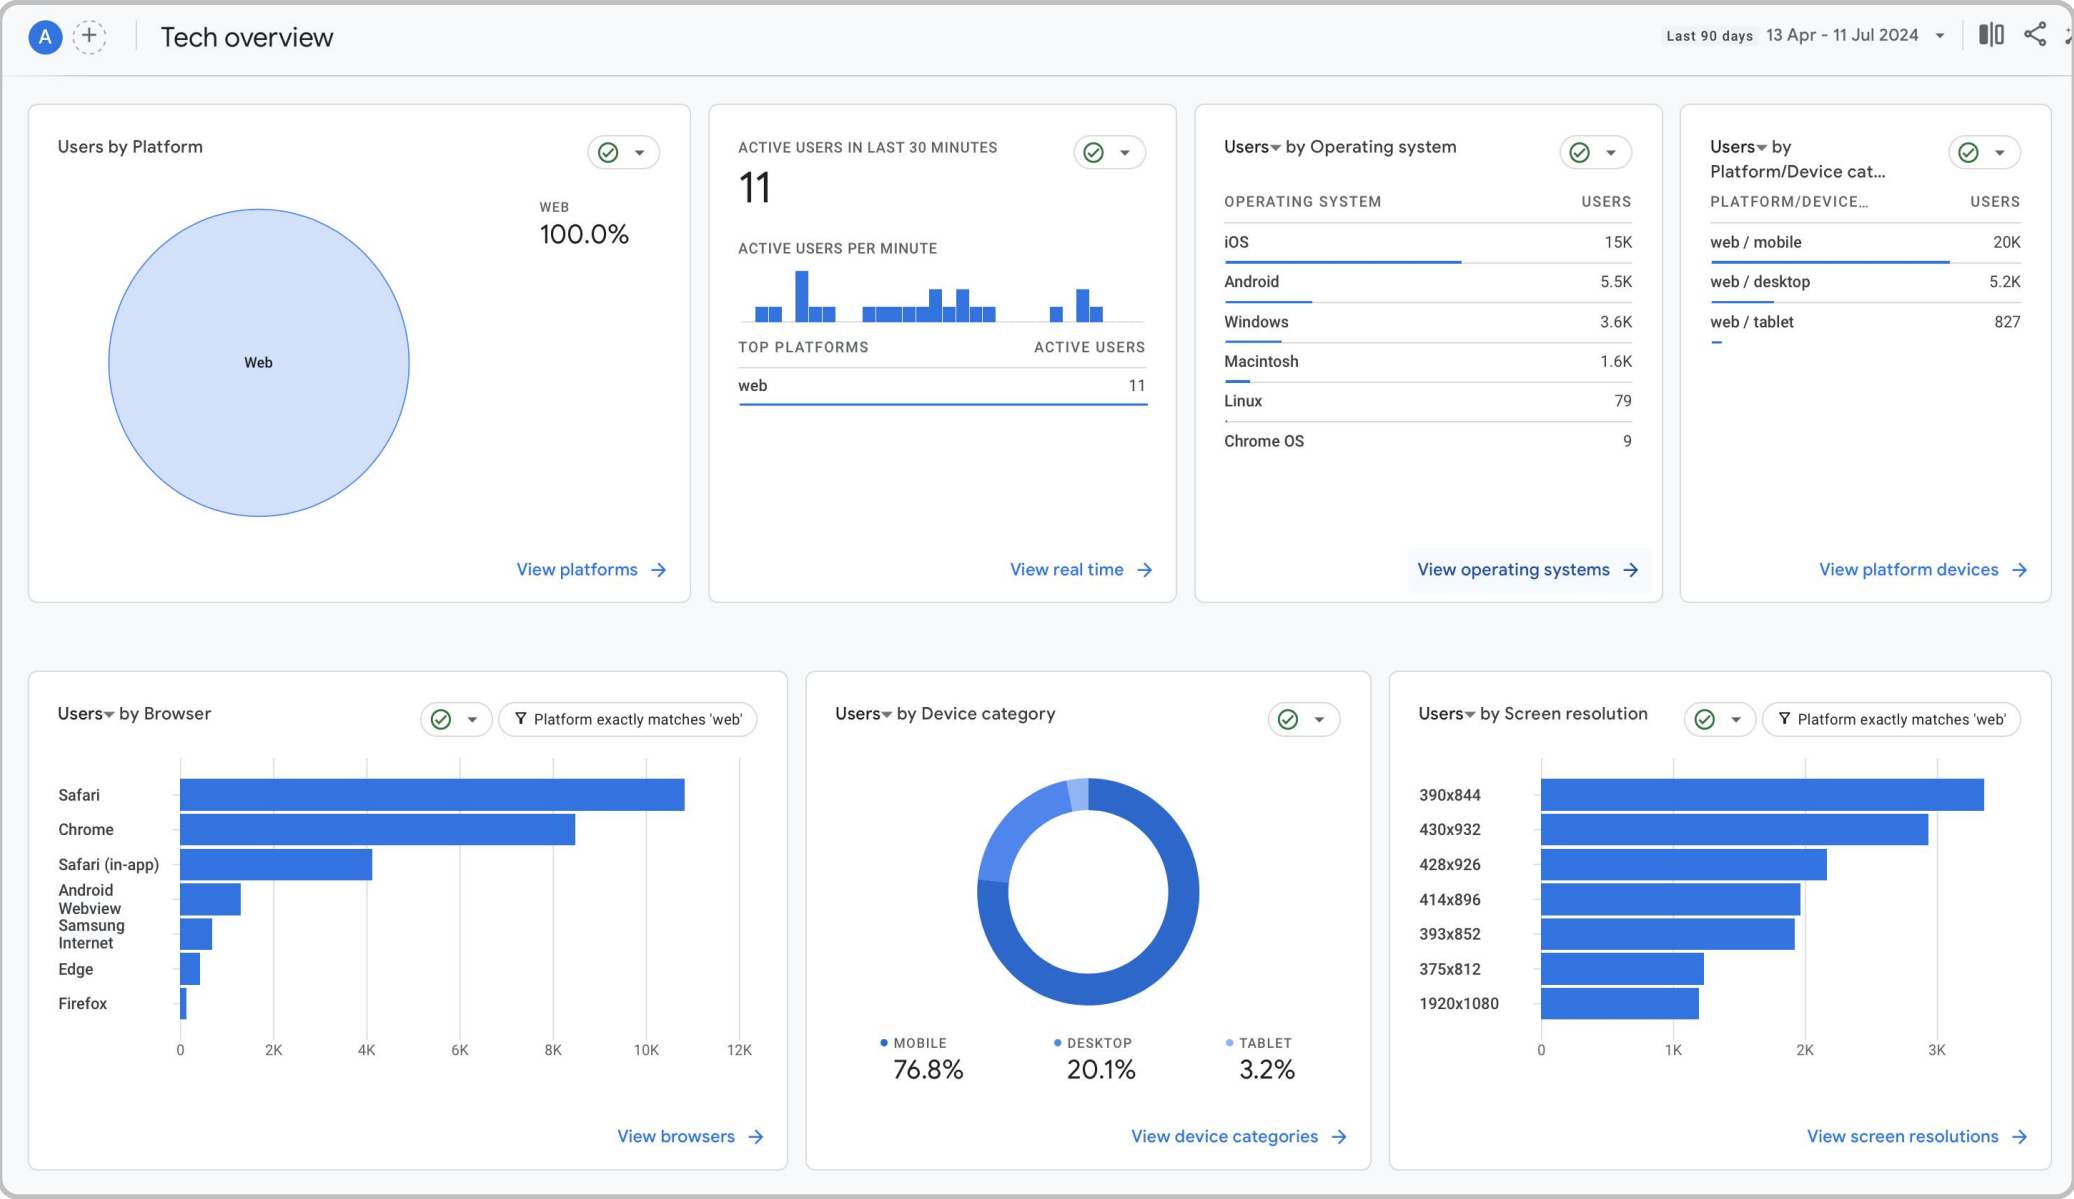 A
Tech overview
Last 90 days 13 Apr - 11 Jul 2024
Users by Platform
WEB
100.0%
Web
View platforms
ACTIVE USERS IN LAST 30 MINUTES
11
ACTIVE USERS PER MINUTE
TOP PLATFORMS ACTIVE USERS
web 11
View real time
Users by Operating system
OPERATING SYSTEM USERS
iOS 15K
Android 5.5K
Windows 3.6K
Macintosh 1.6K
Linux 79
Chrome OS 9
View operating systems
Users by
Platform/Device cat...
PLATFORM/DEVICE... USERS
web / mobile 20K
web / desktop 5.2K
web / tablet 827
View platform devices
Users by Browser
Platform exactly matches 'web'
Safari
Chrome
Safari (in-app)
Android
Webview
Samsung
Internet
Edge
Firefox
0 2K 4K 6K 8K 10K 12K
View browsers
Users by Device category
MOBILE DESKTOP TABLET
76.8% 20.1% 3.2%
View device categories
Users by Screen resolution
Platform exactly matches 'web'
390x844
430x932
428x926
414x896
393x852
375x812
1920x1080
0 1K 2K 3K
View screen resolutions